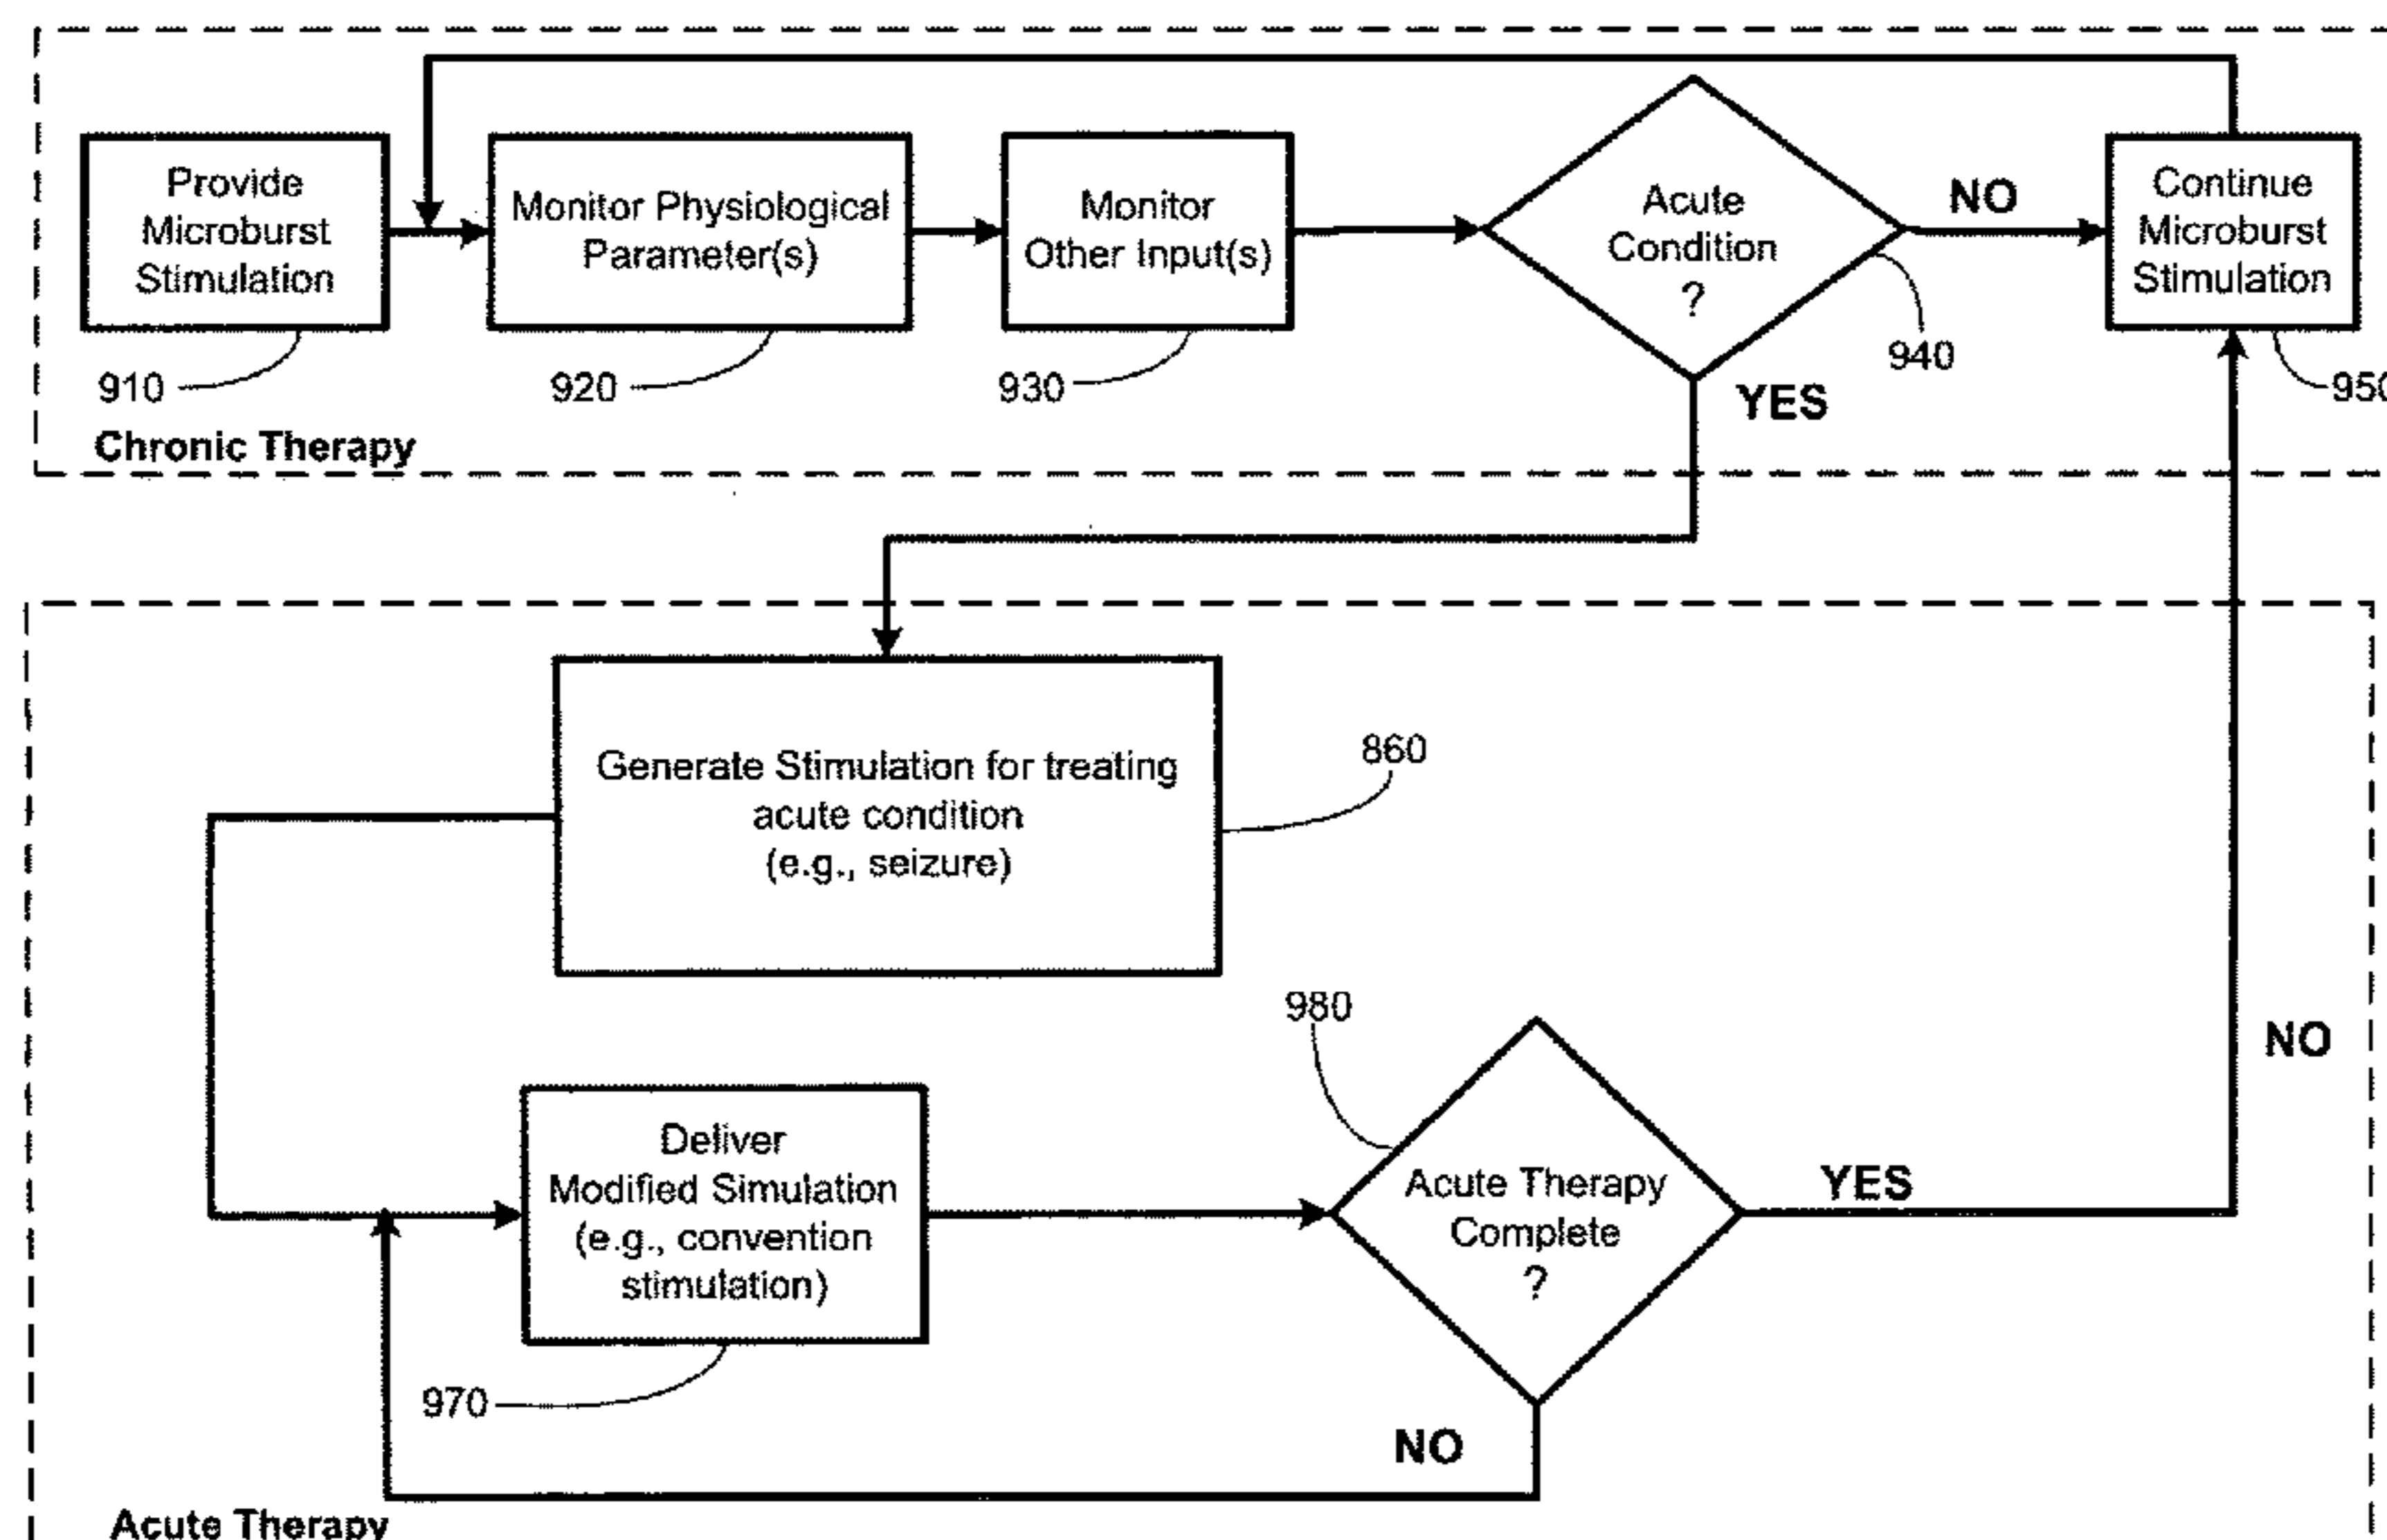 Provide
Microburst
Stimulation
Monitor Physiological
Parameter(s)
Monitor
Other Input(s)
Acute
Condition
?
NO
Continue
Microburst
Stimulation
910
920
930
940
950
YES
Chronic Therapy
Generate Stimulation for treating
acute condition
(e.g., seizure)
860
980
NO
Deliver
Modified Simulation
(e.g., convention
stimulation)
Acute Therapy
Complete
?
YES
970
NO
Acute Therapy